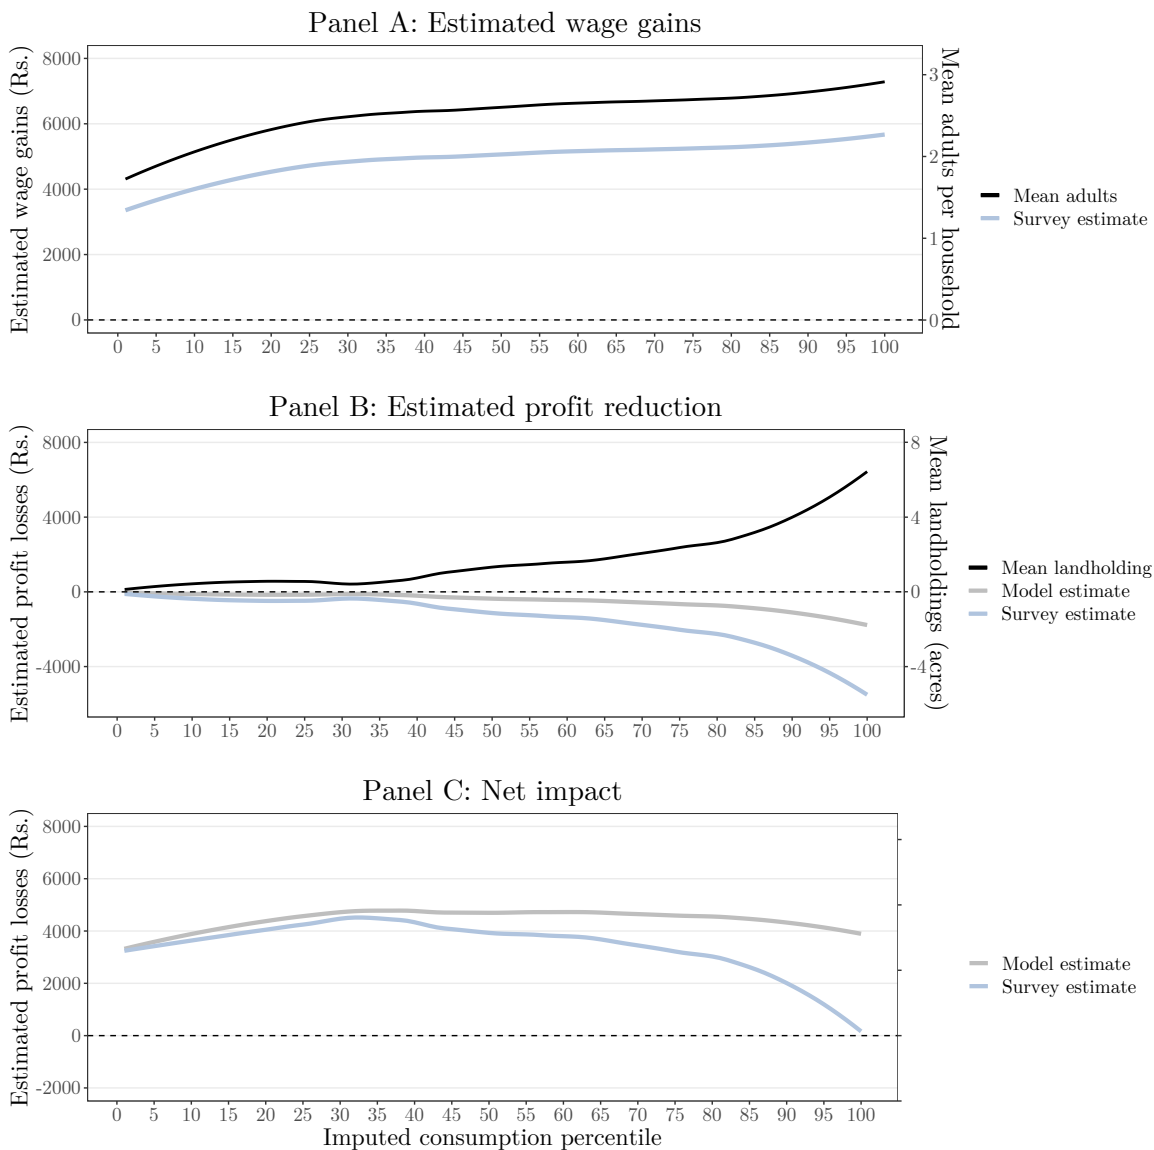 Panel A: Estimated wage gains
Estimated wage gains (Rs.)
8000
6000
4000
2000
0
3
2
1
0
Mean adults per household
0 5 10 15 20 25 30 35 40 45 50 55 60 65 70 75 80 85 90 95 100
Mean adults
Survey estimate
Panel B: Estimated profit reduction
Estimated profit losses (Rs.)
8000
4000
0
-4000
8
4
0
-4
Mean landholdings (acres)
0 5 10 15 20 25 30 35 40 45 50 55 60 65 70 75 80 85 90 95 100
Mean landholding
Model estimate
Survey estimate
Panel C: Net impact
Estimated profit losses (Rs.)
8000
6000
4000
2000
0
-2000
0 5 10 15 20 25 30 35 40 45 50 55 60 65 70 75 80 85 90 95 100
Imputed consumption percentile
Model estimate
Survey estimate